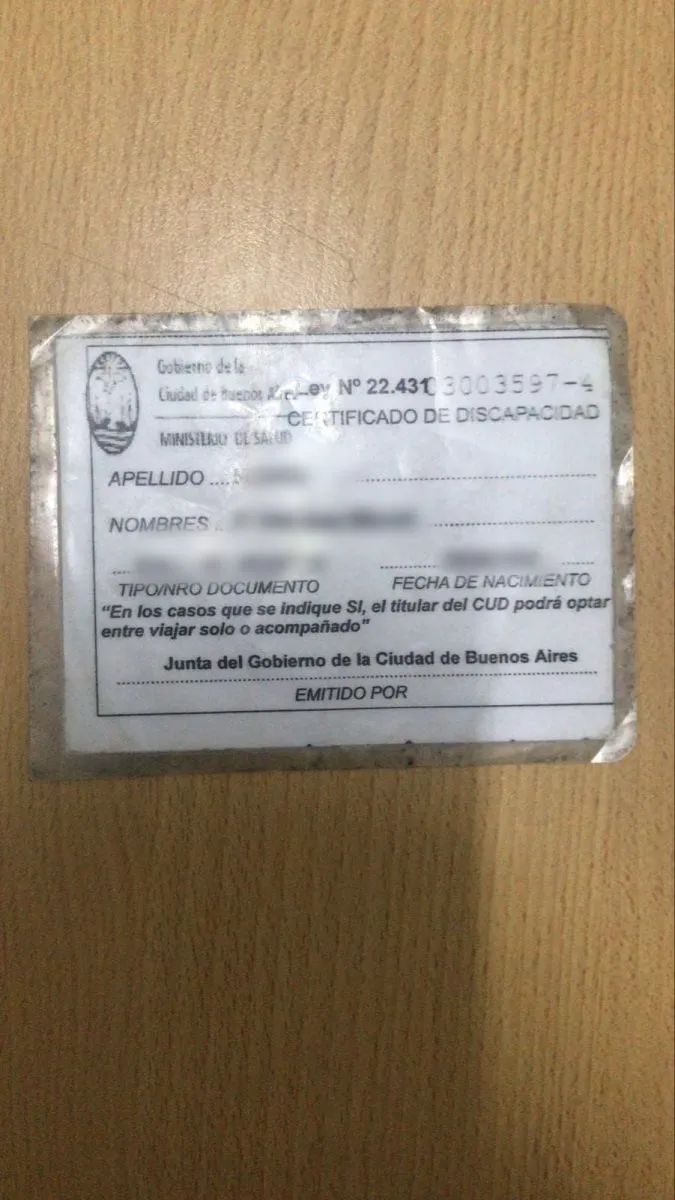 Gobierno de la
Ciudad de Buenos Aires Ley Nº 22.431 03003597-4
CERTIFICADO DE DISCAPACIDAD
MINISTERIO DE SALUD
APELLIDO ....
NOMBRES ..
TIPO/NRO DOCUMENTO FECHA DE NACIMIENTO
“En los casos que se indique SI, el titular del CUD podrá optar
entre viajar solo o acompañado”
Junta del Gobierno de la Ciudad de Buenos Aires
EMITIDO POR